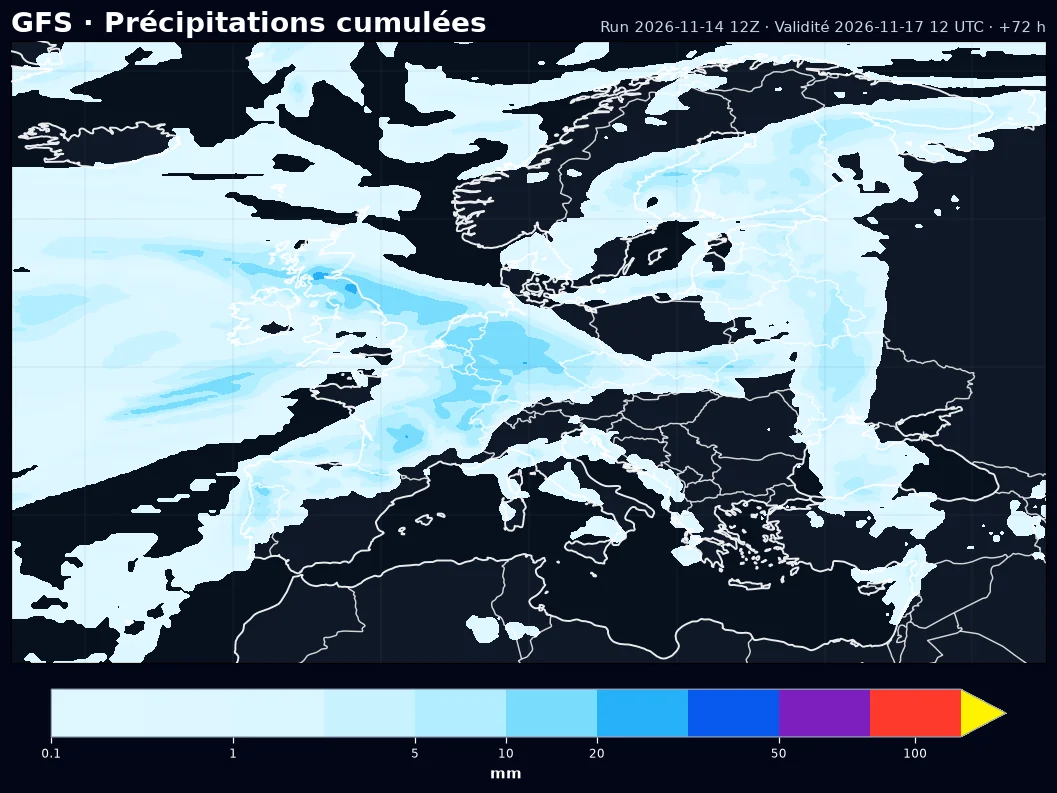 GFS · Précipitations cumulées
Run 2026-11-14 12Z · Validité 2026-11-17 12 UTC · +72 h
0.1 1 5 10 20 50 100
mm